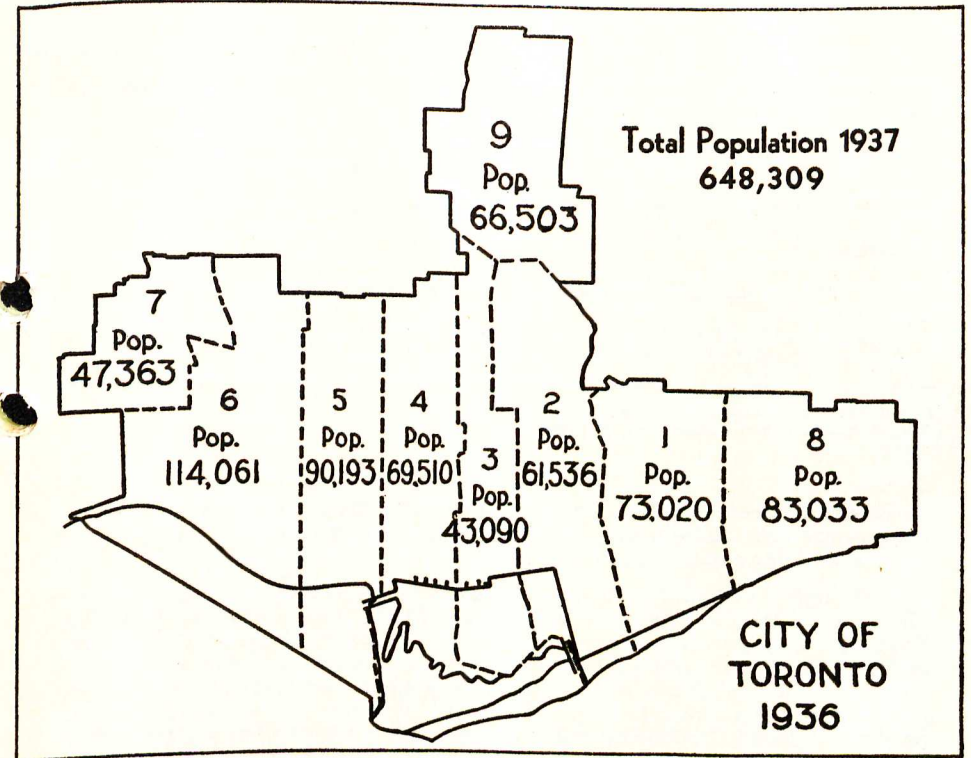 9
Pop.
66,503
Total Population 1937
648,309
7
Pop.
47,363
6
Pop.
114,061
5
Pop.
90,193
4
Pop.
69,510
3
Pop.
43,090
2
Pop.
61,536
1
Pop.
73.020
8
Pop.
83,033
CITY OF
TORONTO
1936